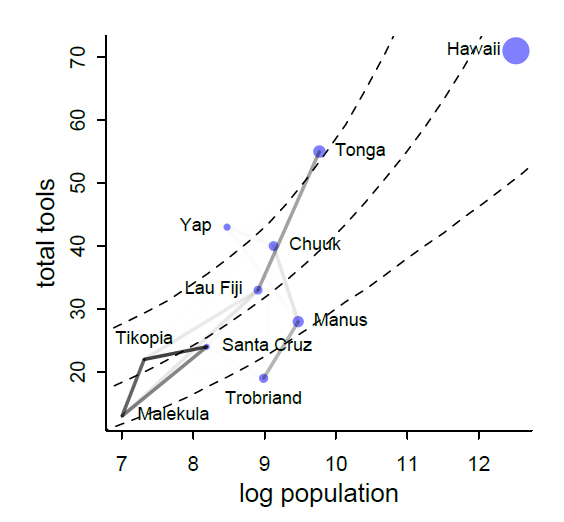 total tools
70
60
50
40
30
20
Hawaii
Tonga
Yap
Chuuk
Lau Fiji
Manus
Tikopia
Santa Cruz
Trobriand
Malekula
7 8 9 10 11 12
log population